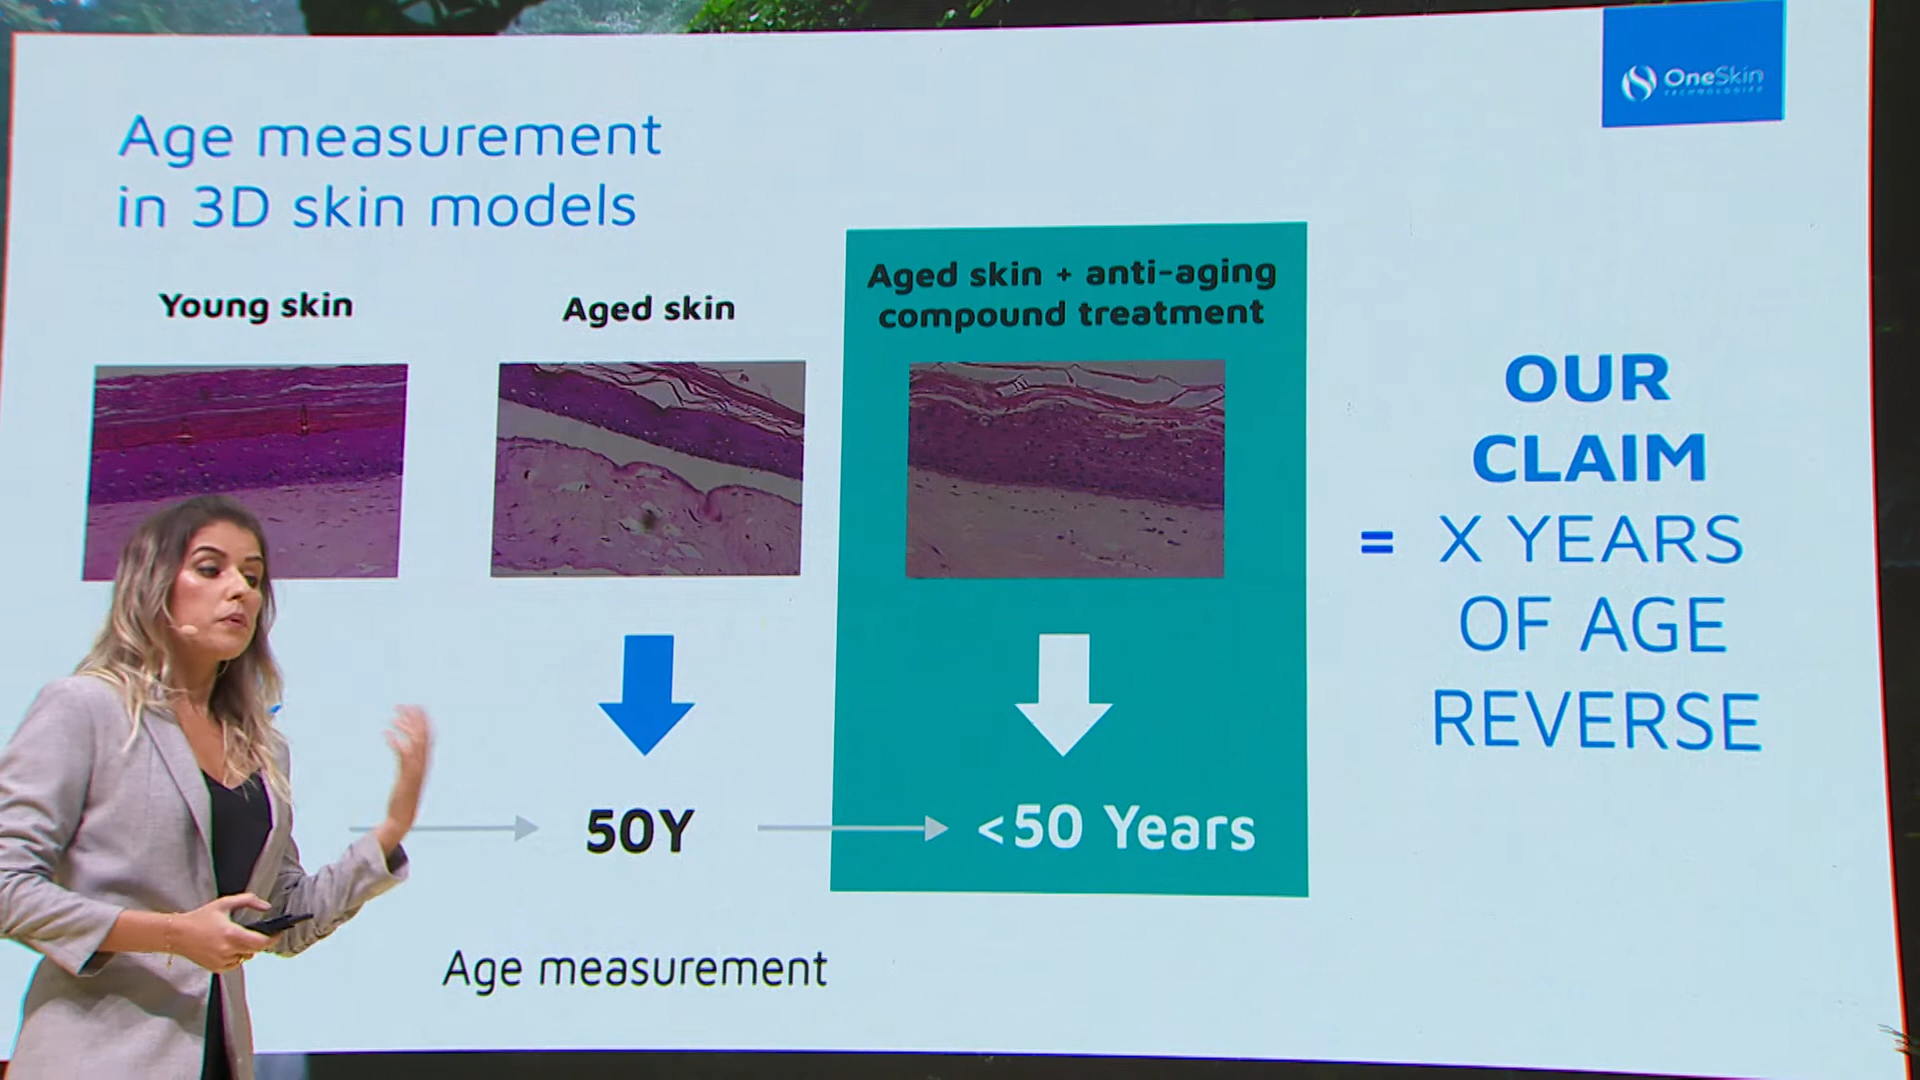 OneSkin
TECHNOLOGIES
Age measurement
in 3D skin models
Young skin
Aged skin
Aged skin + anti-aging
compound treatment
OUR
CLAIM
= X YEARS
OF AGE
REVERSE
50Y
<50 Years
Age measurement